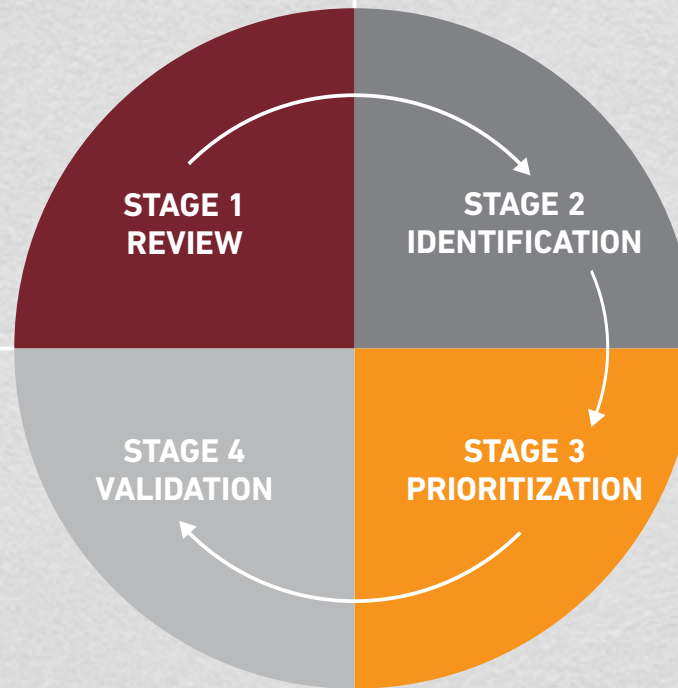 STAGE 1
REVIEW
STAGE 2
IDENTIFICATION
STAGE 3
PRIORITIZATION
STAGE 4
VALIDATION